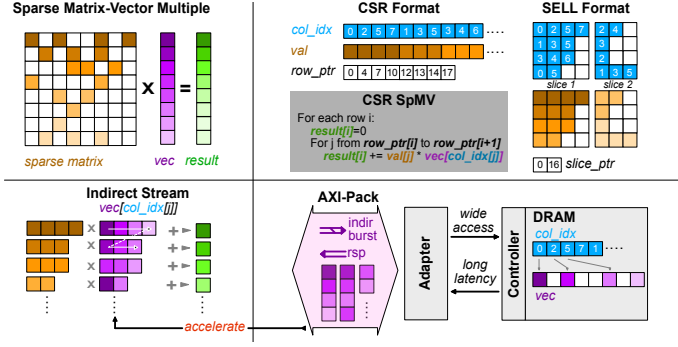 Sparse Matrix-Vector Multiple
x
=
sparse matrix
vec
result
CSR Format
col_idx 0 2 5 7 1 3 5 3 4 6 ····
val ····
row_ptr 0 4 7 10 12 13 14 17
CSR SpMV
For each row i:
result[i]=0
For j from row_ptr[i] to row_ptr[i+1]
result[i] += val[j] * vec[col_idx[j]]
SELL Format
0 2 5 7
1 3 5
3 4 6
0 5
slice 1
2 4
3
0
1 3 5
slice 2
0 16 slice_ptr
Indirect Stream
vec[col_idx[j]]
x +
x +
x +
x +
accelerate
AXI-Pack
indir
burst
rsp
Adapter
wide
access
long
latency
Controller
DRAM
col_idx
0 2 5 7 1 ····
vec